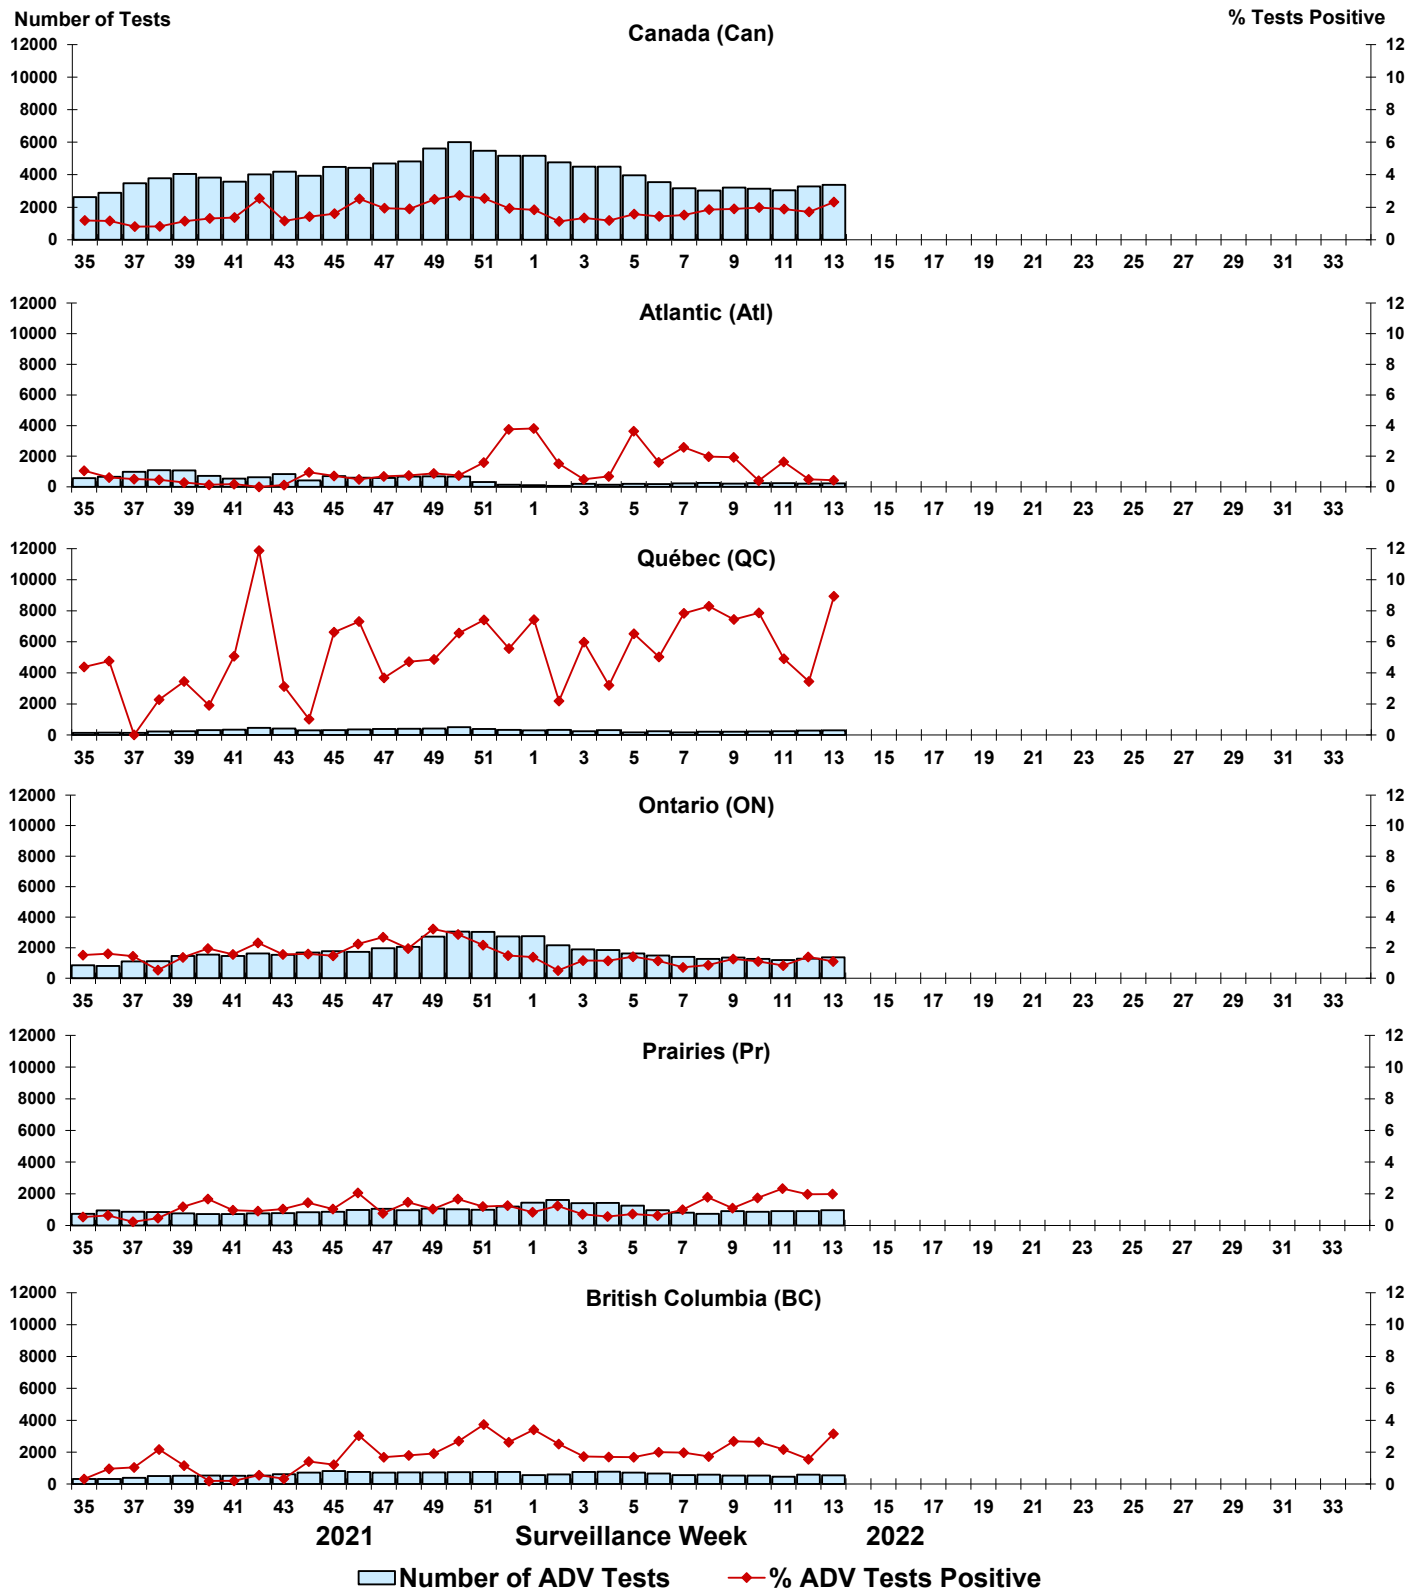 Number of Tests
% Tests Positive
Canada (Can)
12000 12
10000 10
8000 8
6000 6
4000 4
2000 2
0 0
35 37 39 41 43 45 47 49 51 1 3 5 7 9 11 13 15 17 19 21 23 25 27 29 31 33
Atlantic (Atl)
12000 12
10000 10
8000 8
6000 6
4000 4
2000 2
0 0
35 37 39 41 43 45 47 49 51 1 3 5 7 9 11 13 15 17 19 21 23 25 27 29 31 33
Québec (QC)
12000 12
10000 10
8000 8
6000 6
4000 4
2000 2
0 0
35 37 39 41 43 45 47 49 51 1 3 5 7 9 11 13 15 17 19 21 23 25 27 29 31 33
Ontario (ON)
12000 12
10000 10
8000 8
6000 6
4000 4
2000 2
0 0
35 37 39 41 43 45 47 49 51 1 3 5 7 9 11 13 15 17 19 21 23 25 27 29 31 33
Prairies (Pr)
12000 12
10000 10
8000 8
6000 6
4000 4
2000 2
0 0
35 37 39 41 43 45 47 49 51 1 3 5 7 9 11 13 15 17 19 21 23 25 27 29 31 33
British Columbia (BC)
12000 12
10000 10
8000 8
6000 6
4000 4
2000 2
0 0
35 37 39 41 43 45 47 49 51 1 3 5 7 9 11 13 15 17 19 21 23 25 27 29 31 33
2021 Surveillance Week 2022
Number of ADV Tests % ADV Tests Positive